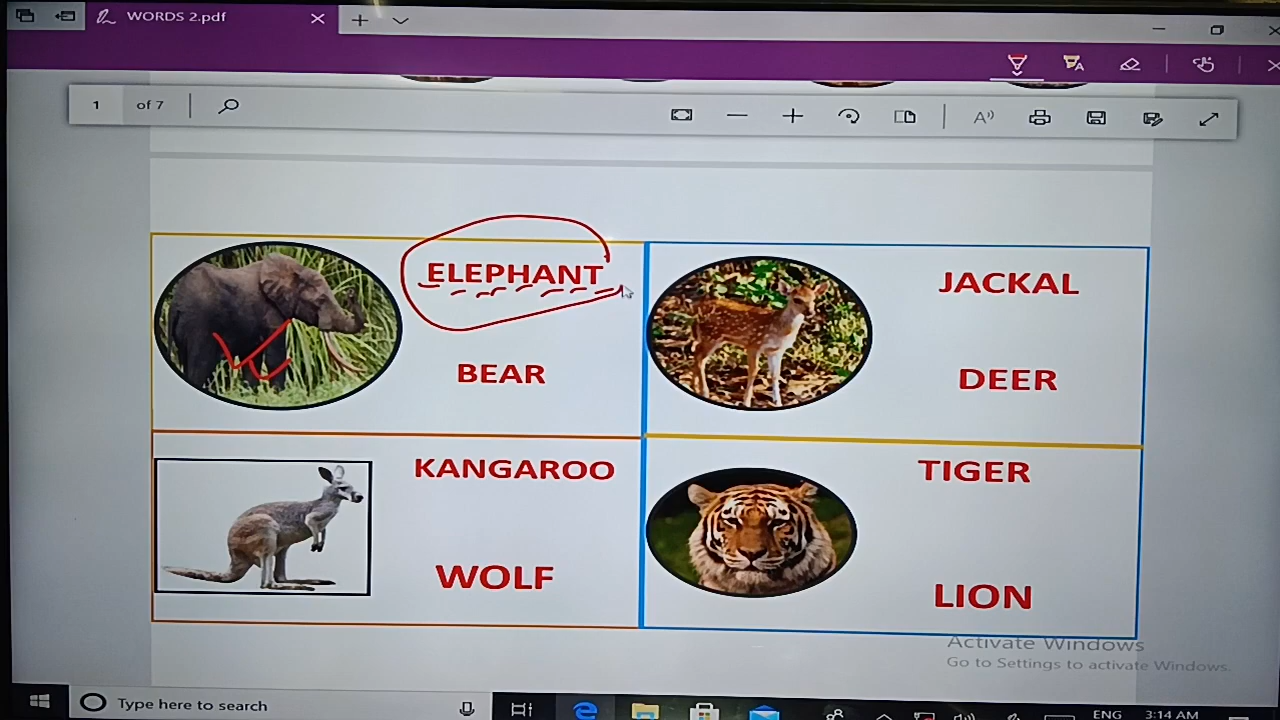 WORDS 2.pdf
1 of 7
ELEPHANT
BEAR
JACKAL
DEER
KANGAROO
WOLF
TIGER
LION
Activate Windows
Go to Settings to activate Windows.
Type here to search
ENG 3:14 AM